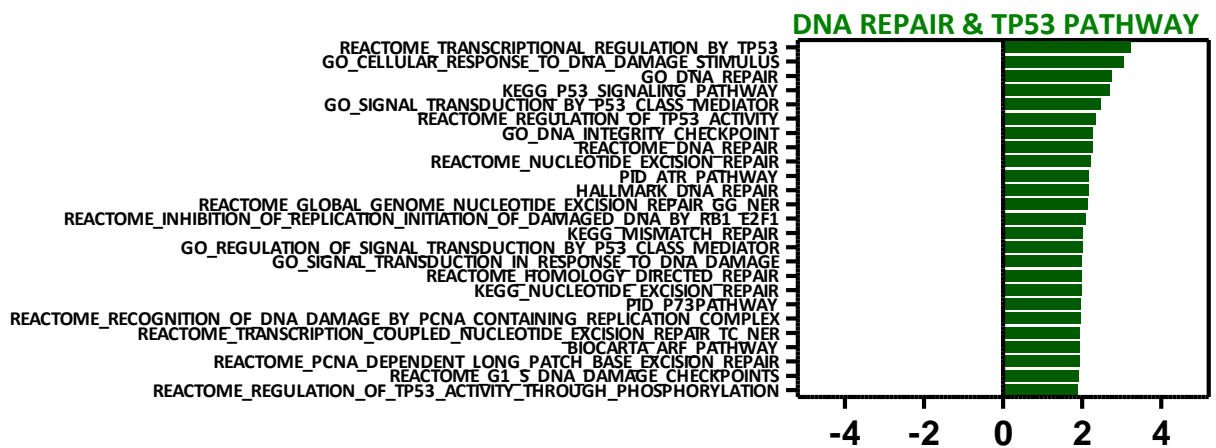 DNA REPAIR & TP53 PATHWAY
REACTOME_TRANSCRIPTIONAL_REGULATION_BY_TP53
GO_CELLULAR_RESPONSE_TO_DNA_DAMAGE_STIMULUS
GO_DNA_REPAIR
KEGG_P53_SIGNALING_PATHWAY
GO_SIGNAL_TRANSDUCTION_BY_P53_CLASS_MEDIATOR
REACTOME_REGULATION_OF_TP53_ACTIVITY
GO_DNA_INTEGRITY_CHECKPOINT
REACTOME_DNA_REPAIR
REACTOME_NUCLEOTIDE_EXCISION_REPAIR
PID_ATR_PATHWAY
HALLMARK_DNA_REPAIR
REACTOME_GLOBAL_GENOME_NUCLEOTIDE_EXCISION_REPAIR_GG_NER
REACTOME_INHIBITION_OF_REPLICATION_INITIATION_OF_DAMAGED_DNA_BY_RB1_E2F1
KEGG_MISMATCH_REPAIR
GO_REGULATION_OF_SIGNAL_TRANSDUCTION_BY_P53_CLASS_MEDIATOR
GO_SIGNAL_TRANSDUCTION_IN_RESPONSE_TO_DNA_DAMAGE
REACTOME_HOMOLOGY_DIRECTED_REPAIR
KEGG_NUCLEOTIDE_EXCISION_REPAIR
PID_P73PATHWAY
REACTOME_RECOGNITION_OF_DNA_DAMAGE_BY_PCNA_CONTAINING_REPLICATION_COMPLEX
REACTOME_TRANSCRIPTION_COUPLED_NUCLEOTIDE_EXCISION_REPAIR_TC_NER
BIOCARTA_ARF_PATHWAY
REACTOME_PCNA_DEPENDENT_LONG_PATCH_BASE_EXCISION_REPAIR
REACTOME_G1_S_DNA_DAMAGE_CHECKPOINTS
REACTOME_REGULATION_OF_TP53_ACTIVITY_THROUGH_PHOSPHORYLATION
-4 -2 0 2 4